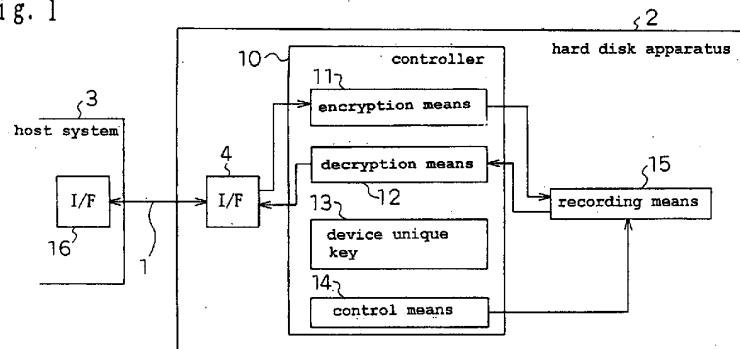 ig. 1
2
hard disk apparatus
10
controller
3
host system
11
encryption means
4
I/F
decryption means
12
15
recording means
I/F
16
1
13
device unique
key
14
control means